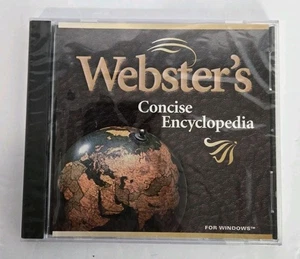 Webster's
Concise
Encyclopedia
FOR WINDOWS™